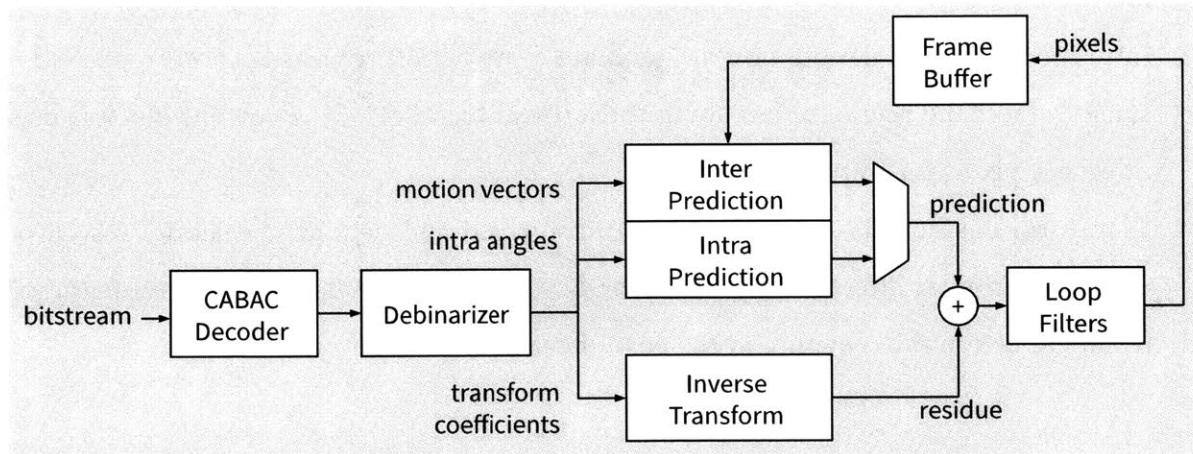 Frame
Buffer
pixels
Inter
Prediction
motion vectors
prediction
intra angles
Intra
Prediction
CABAC
Decoder
bitstream
Debinarizer
+
Loop
Filters
transform
coefficients
Inverse
Transform
residue